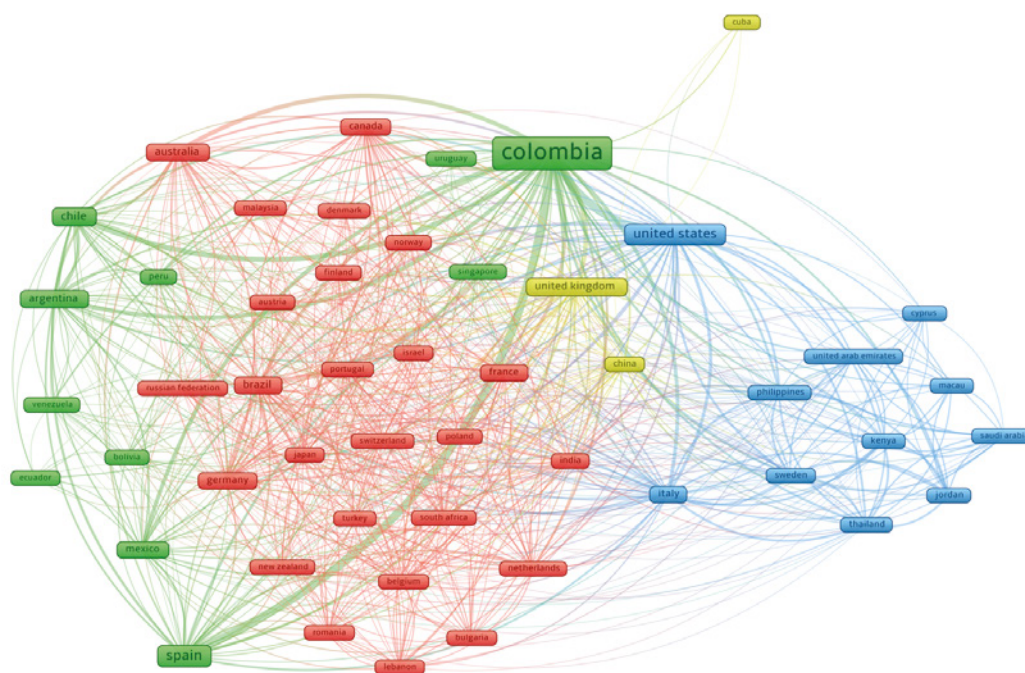 cuba
canada
australia
colombia
uruguay
malaysia
denmark
chile
united states
norway
peru
finland
singapore
united kingdom
argentina
austria
cyprus
israel
united arab emirates
china
portugal
france
russian federation
brazil
macau
philippines
venezuela
switzerland
poland
saudi arabi
kenya
japan
bolivia
india
ecuador
germany
sweden
italy
jordan
turkey
south africa
thailand
mexico
new zealand
netherlands
belgium
romania
bulgaria
spain
lebanon